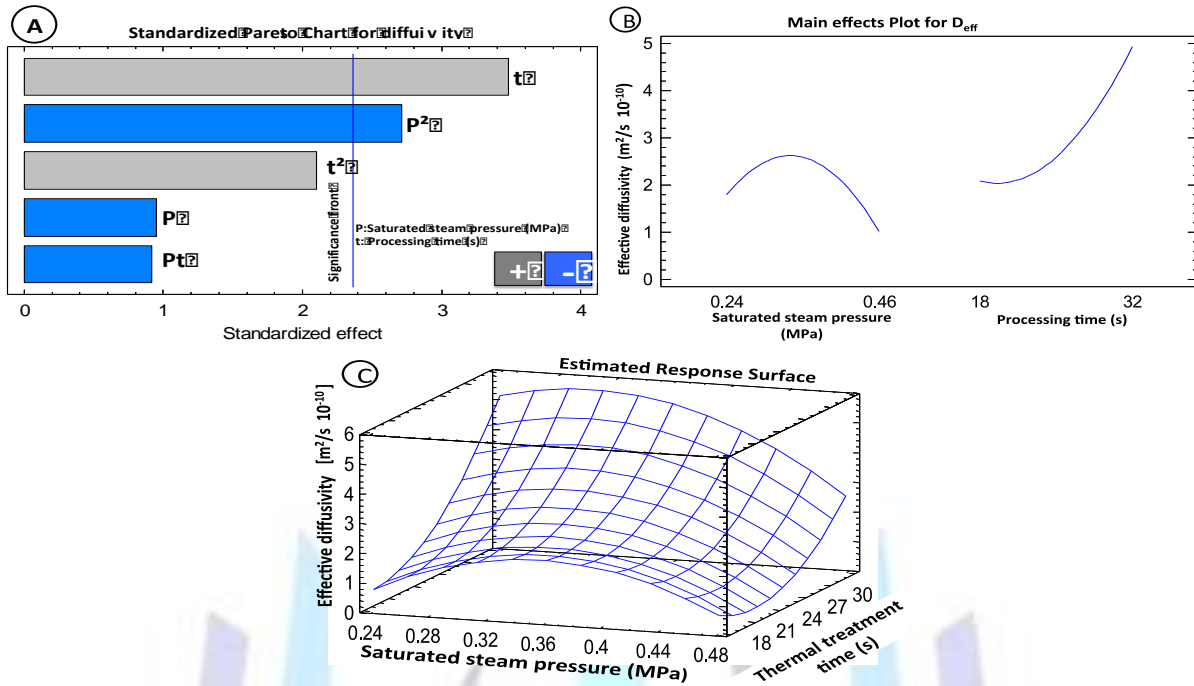 A
Standardized Pareto Chart for diffuivity
t
P²
t²
P
Pt
Significance front
P:Saturated steam pressure (MPa)
t: Processing time (s)
+
-
0 1 2 3 4
Standardized effect
B
Main effects Plot for Deff
Effective diffusivity (m²/s 10⁻¹⁰)
5
4
3
2
1
0
0.24 0.46 18 32
Saturated steam pressure
(MPa)
Processing time (s)
C
Estimated Response Surface
Effective diffusivity [m²/s 10⁻¹⁰]
6
5
4
3
2
1
0
0.24 0.28 0.32 0.36 0.4 0.44 0.48
Saturated steam pressure (MPa)
18 21 24 27 30
Thermal treatment
time (s)